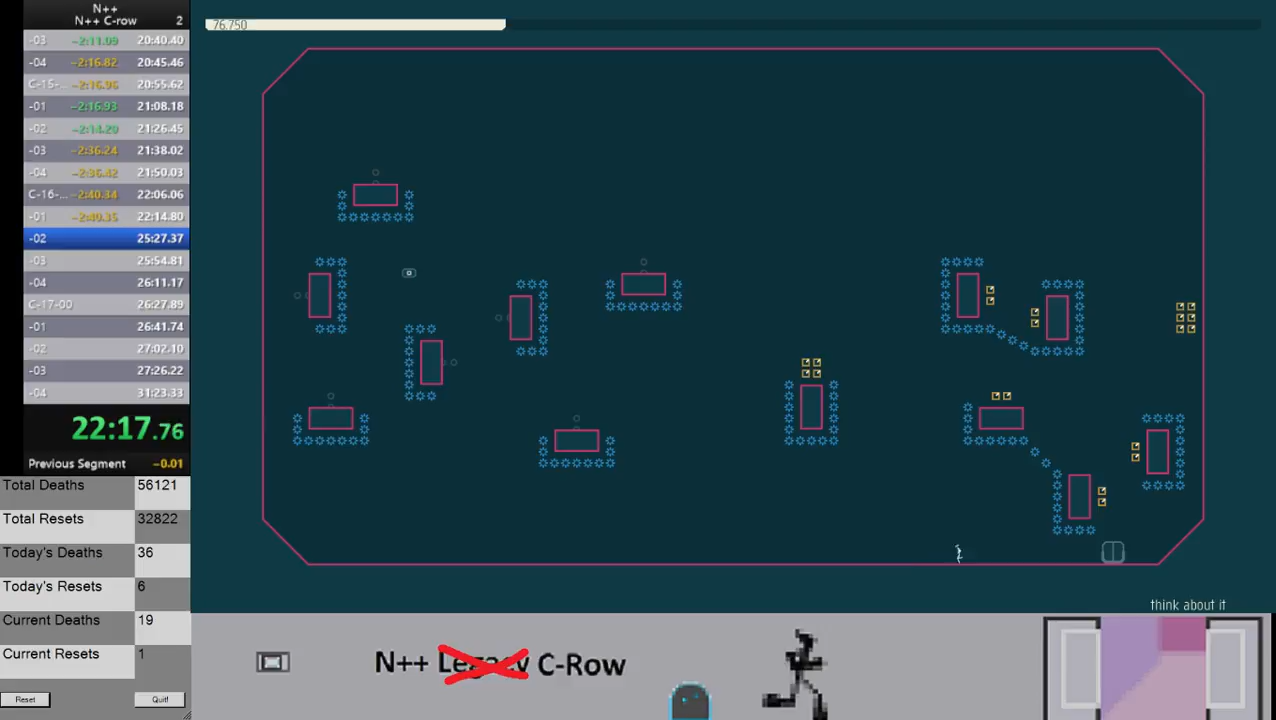 N++
N++ C-row 2
-03 -2:11.09 20:40.40
-04 -2:16.82 20:45.46
C-15-... -2:16.96 20:55.62
-01 -2:16.93 21:08.18
-02 -2:14.20 21:26.45
-03 -2:36.24 21:38.02
-04 -2:36.42 21:50.03
C-16-... -2:40.34 22:06.06
-01 -2:40.35 22:14.80
-02 25:27.37
-03 25:54.81
-04 26:11.17
C-17-00 26:27.89
-01 26:41.74
-02 27:02.10
-03 27:26.22
-04 31:23.33
22:17.76
Previous Segment -0.01
Total Deaths 56121
Total Resets 32822
Today's Deaths 36
Today's Resets 6
Current Deaths 19
Current Resets 1
Reset Quit!
76.750
think about it
N++ Legacy C-Row